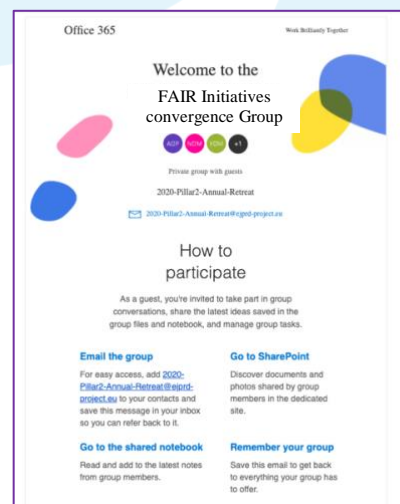 Office 365
Work Brilliantly Together
Welcome to the
FAIR Initiatives
convergence Group
AOP NDM YDM +1
Private group with guests
2020-Pillar2-Annual-Retreat
2020-Pillar2-Annual-Retreat@ejprd-project.eu
How to
participate
As a guest, you're invited to take part in group
conversations, share the latest ideas saved in the
group files and notebook, and manage group tasks.
Email the group
For easy access, add 2020-
Pillar2-Annual-Retreat@ejprd-
project.eu to your contacts and
save this message in your inbox
so you can refer back to it.
Go to SharePoint
Discover documents and
photos shared by group
members in the dedicated
site.
Go to the shared notebook
Read and add to the latest notes
from group members.
Remember your group
Save this email to get back
to everything your group has
to offer.